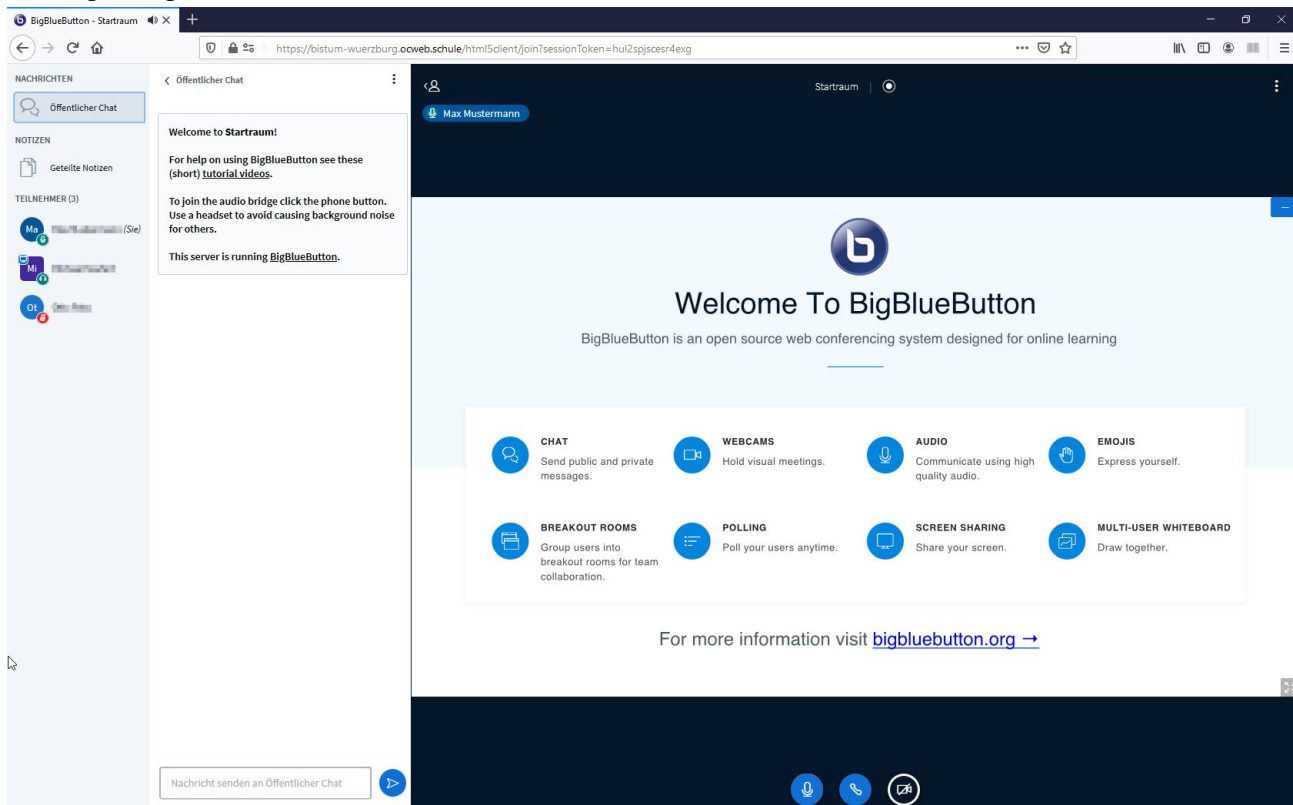 BigBlueButton - Startraum
https://bistum-wuerzburg.ocweb.schule/html5client/join?sessionToken=hul2spjscesr4exg
NACHRICHTEN
Öffentlicher Chat
NOTIZEN
Geteilte Notizen
TEILNEHMER (3)
Ma
(Sie)
Mi
Ot
Öffentlicher Chat
Welcome to Startraum!
For help on using BigBlueButton see these
(short) tutorial videos.
To join the audio bridge click the phone button.
Use a headset to avoid causing background noise
for others.
This server is running BigBlueButton.
Nachricht senden an Öffentlicher Chat
Startraum
Max Mustermann
b
Welcome To BigBlueButton
BigBlueButton is an open source web conferencing system designed for online learning
CHAT
Send public and private
messages.
WEBCAMS
Hold visual meetings.
AUDIO
Communicate using high
quality audio.
EMOJIS
Express yourself.
BREAKOUT ROOMS
Group users into
breakout rooms for team
collaboration.
POLLING
Poll your users anytime.
SCREEN SHARING
Share your screen.
MULTI-USER WHITEBOARD
Draw together.
For more information visit bigbluebutton.org →